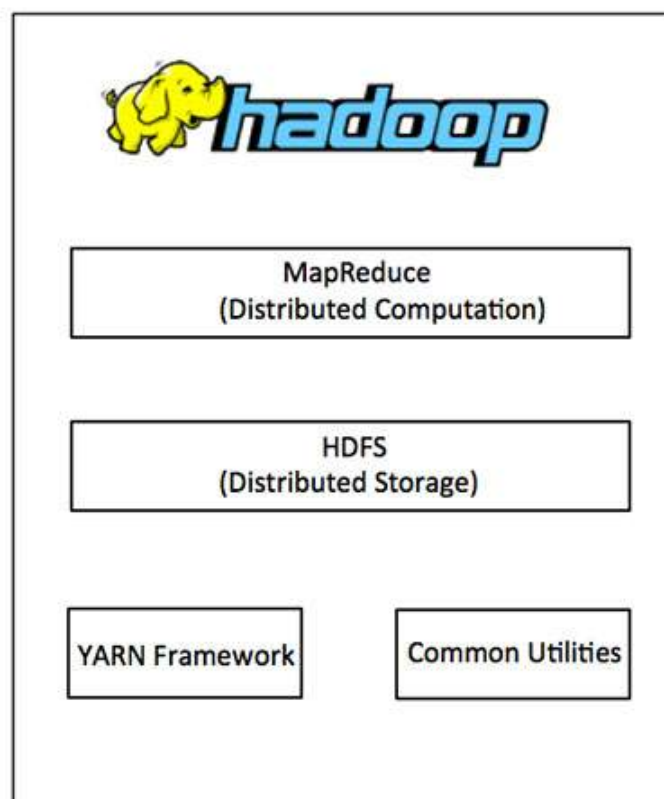 hadoop
MapReduce
(Distributed Computation)
HDFS
(Distributed Storage)
YARN Framework
Common Utilities